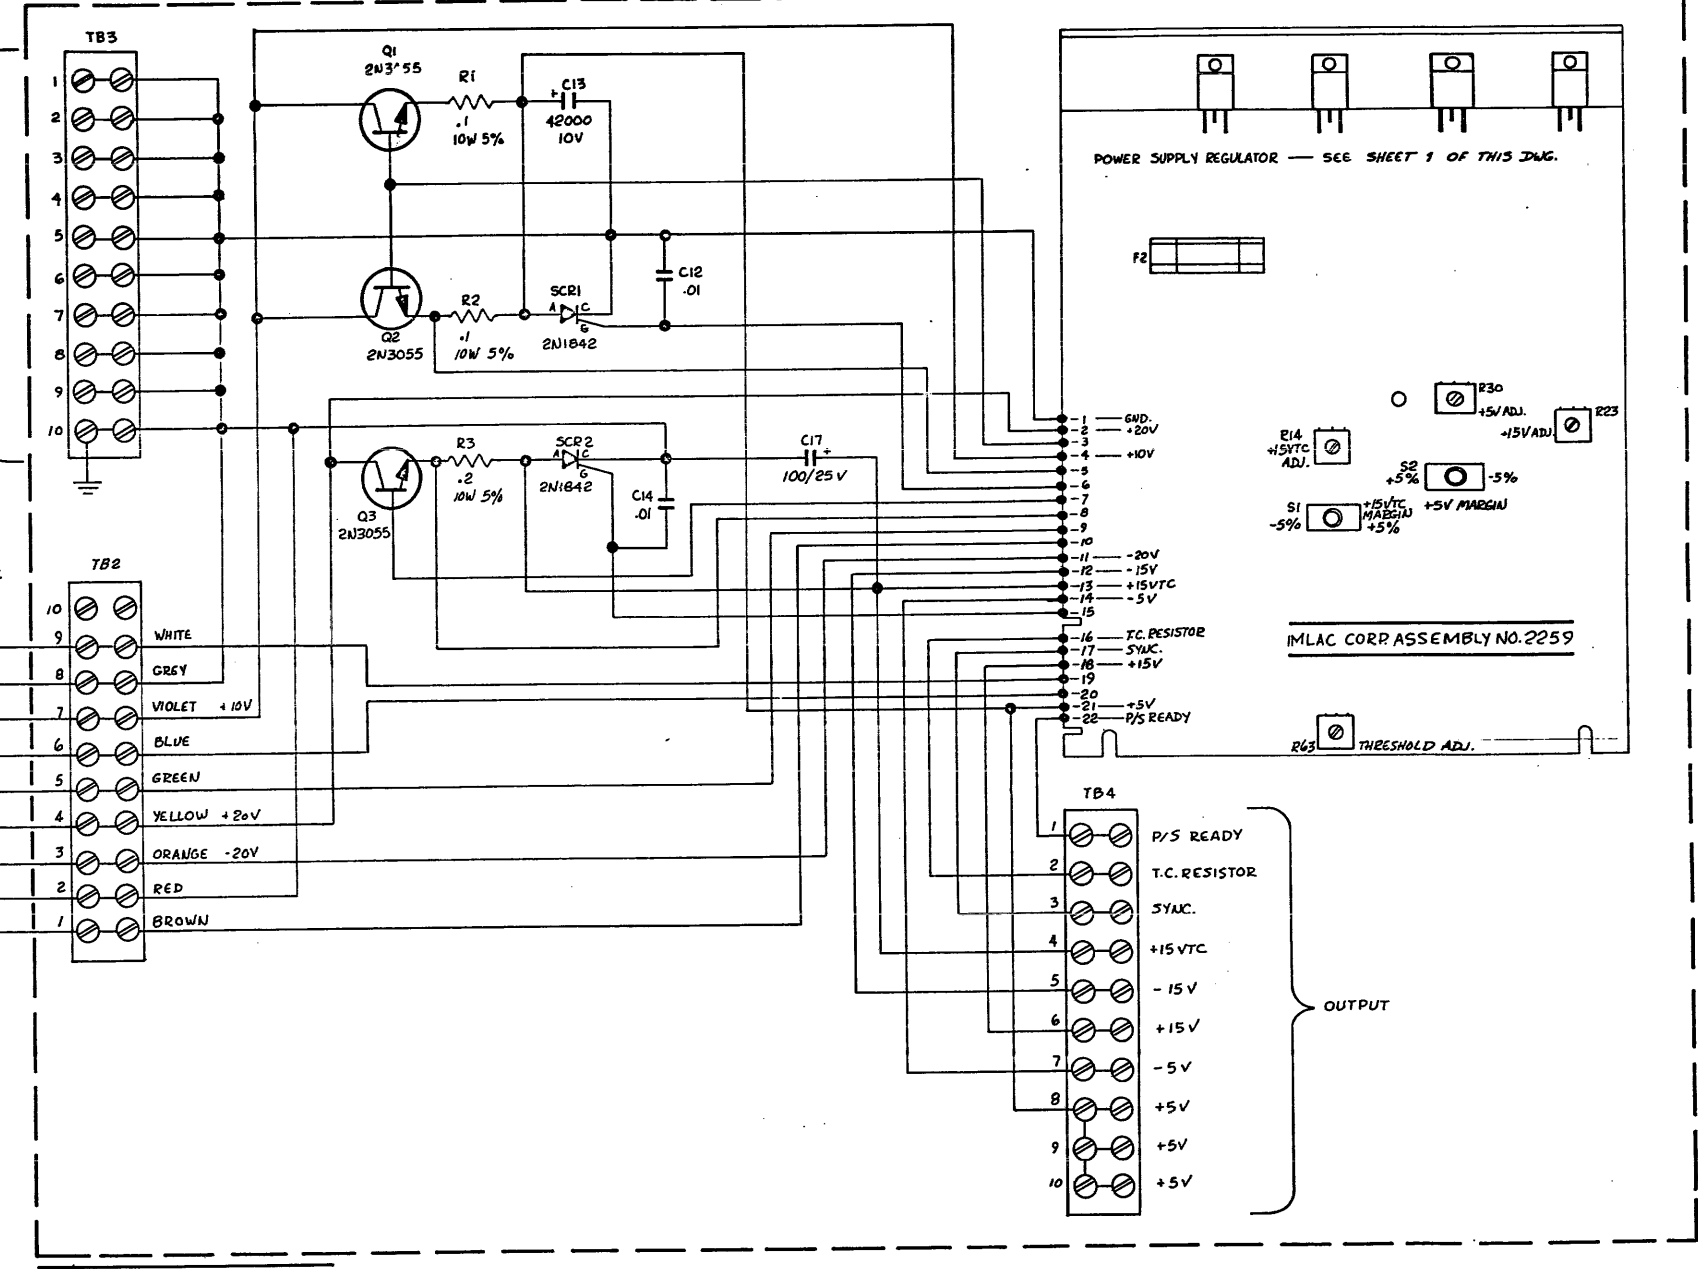 TB3
1
2
3
4
5
6
7
8
9
10
Q1
2N3 55
R1
.1
10W 5%
+ C13
42000
10V
Q2
2N3055
R2
.1
10W 5%
SCR1
A C
G
2N1842
C12
.01
Q3
2N3055
R3
.2
10W 5%
SCR2
A C
G
2N1842
C14
.01
C17
+
100/25V
TB2
10
9 WHITE
8 GREY
7 VIOLET +10V
6 BLUE
5 GREEN
4 YELLOW +20V
3 ORANGE -20V
2 RED
1 BROWN
POWER SUPPLY REGULATOR — SEE SHEET 1 OF THIS DWG.
F2
-1 — GND.
-2 — +20V
-3
-4 — +10V
-5
-6
-7
-8
-9
-10
-11 — -20V
-12 — -15V
-13 — +15VTC
-14 — -5V
-15
-16 — T.C. RESISTOR
-17 — SYNC.
-18 — +15V
-19
-20
-21 — +5V
-22 — P/S READY
R30
+5V ADJ.
R23
+15V ADJ.
R14
+15VTC
ADJ.
S2
+5% -5%
+5V MARGIN
S1
-5%
+15VTC
MARGIN
+5%
IMLAC CORP. ASSEMBLY NO. 2259
R63 THRESHOLD ADJ.
TB4
1 P/S READY
2 T.C. RESISTOR
3 SYNC.
4 +15VTC
5 -15V
6 +15V
7 -5V
8 +5V
9 +5V
10 +5V
OUTPUT